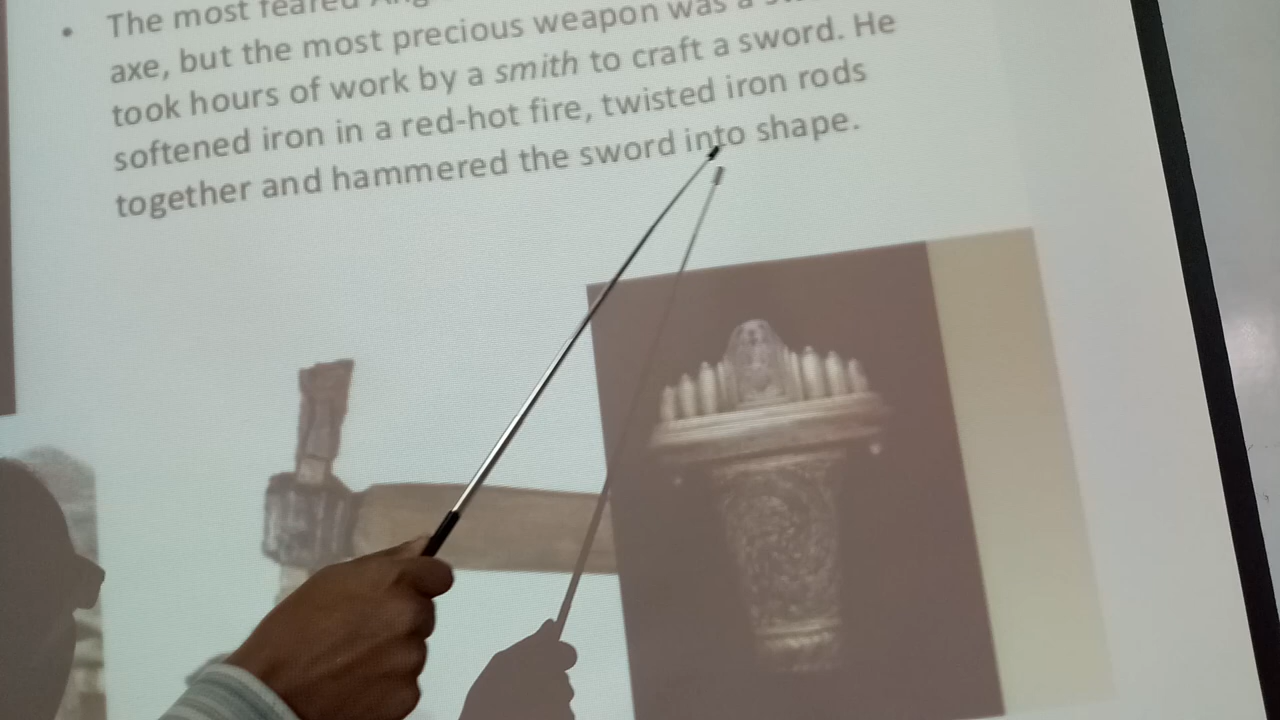 • The most feared
axe, but the most precious weapon was a
took hours of work by a smith to craft a sword. He
softened iron in a red-hot fire, twisted iron rods
together and hammered the sword into shape.